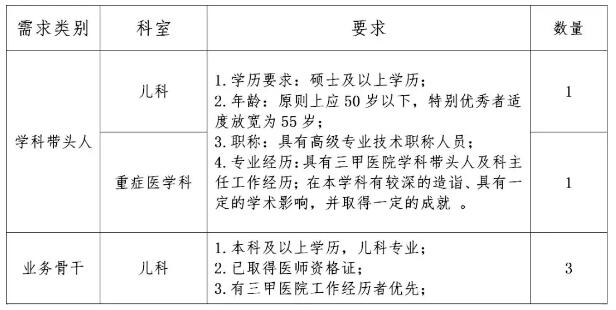 需求类别 科室 要求 数量
学科带头人
儿科
1
重症医学科
1
1.学历要求：硕士及以上学历；
2.年龄：原则上应50岁以下，特别优秀者适
度放宽为55岁；
3.职称：具有高级专业技术职称人员；
4.专业经历：具有三甲医院学科带头人及科主
任工作经历；在本学科有较深的造诣、具有一
定的学术影响，并取得一定的成就 。
业务骨干
儿科
1.本科及以上学历，儿科专业；
2.已取得医师资格证；
3.有三甲医院工作经历者优先；
3